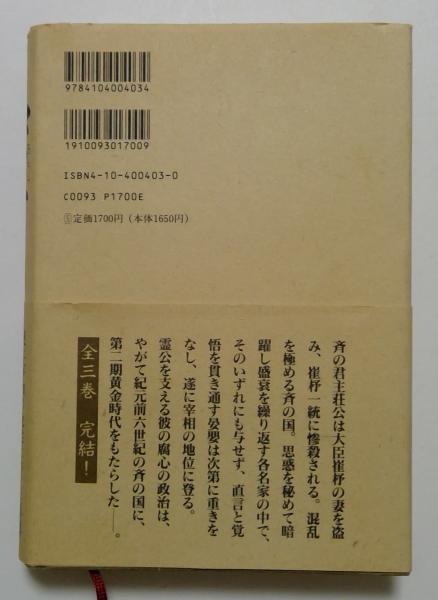 9784104004034
1910093017009
ISBN4-10-400403-0
C0093 P1700E
Ⓢ定価1700円（本体1650円）
斉の君主荘公は大臣崔杼の妻を盗
み、崔杼一統に惨殺される。混乱
を極める斉の国。思惑を秘めて暗
躍し盛衰を繰り返す各名家の中で、
そのいずれにも与せず、直言と覚
悟を貫き通す晏嬰は次第に重きを
なし、遂に宰相の地位に登る。
霊公を支える彼の腐心の政治は、
やがて紀元前六世紀の斉の国に、
第二期黄金時代をもたらした――。
全三巻 完結！